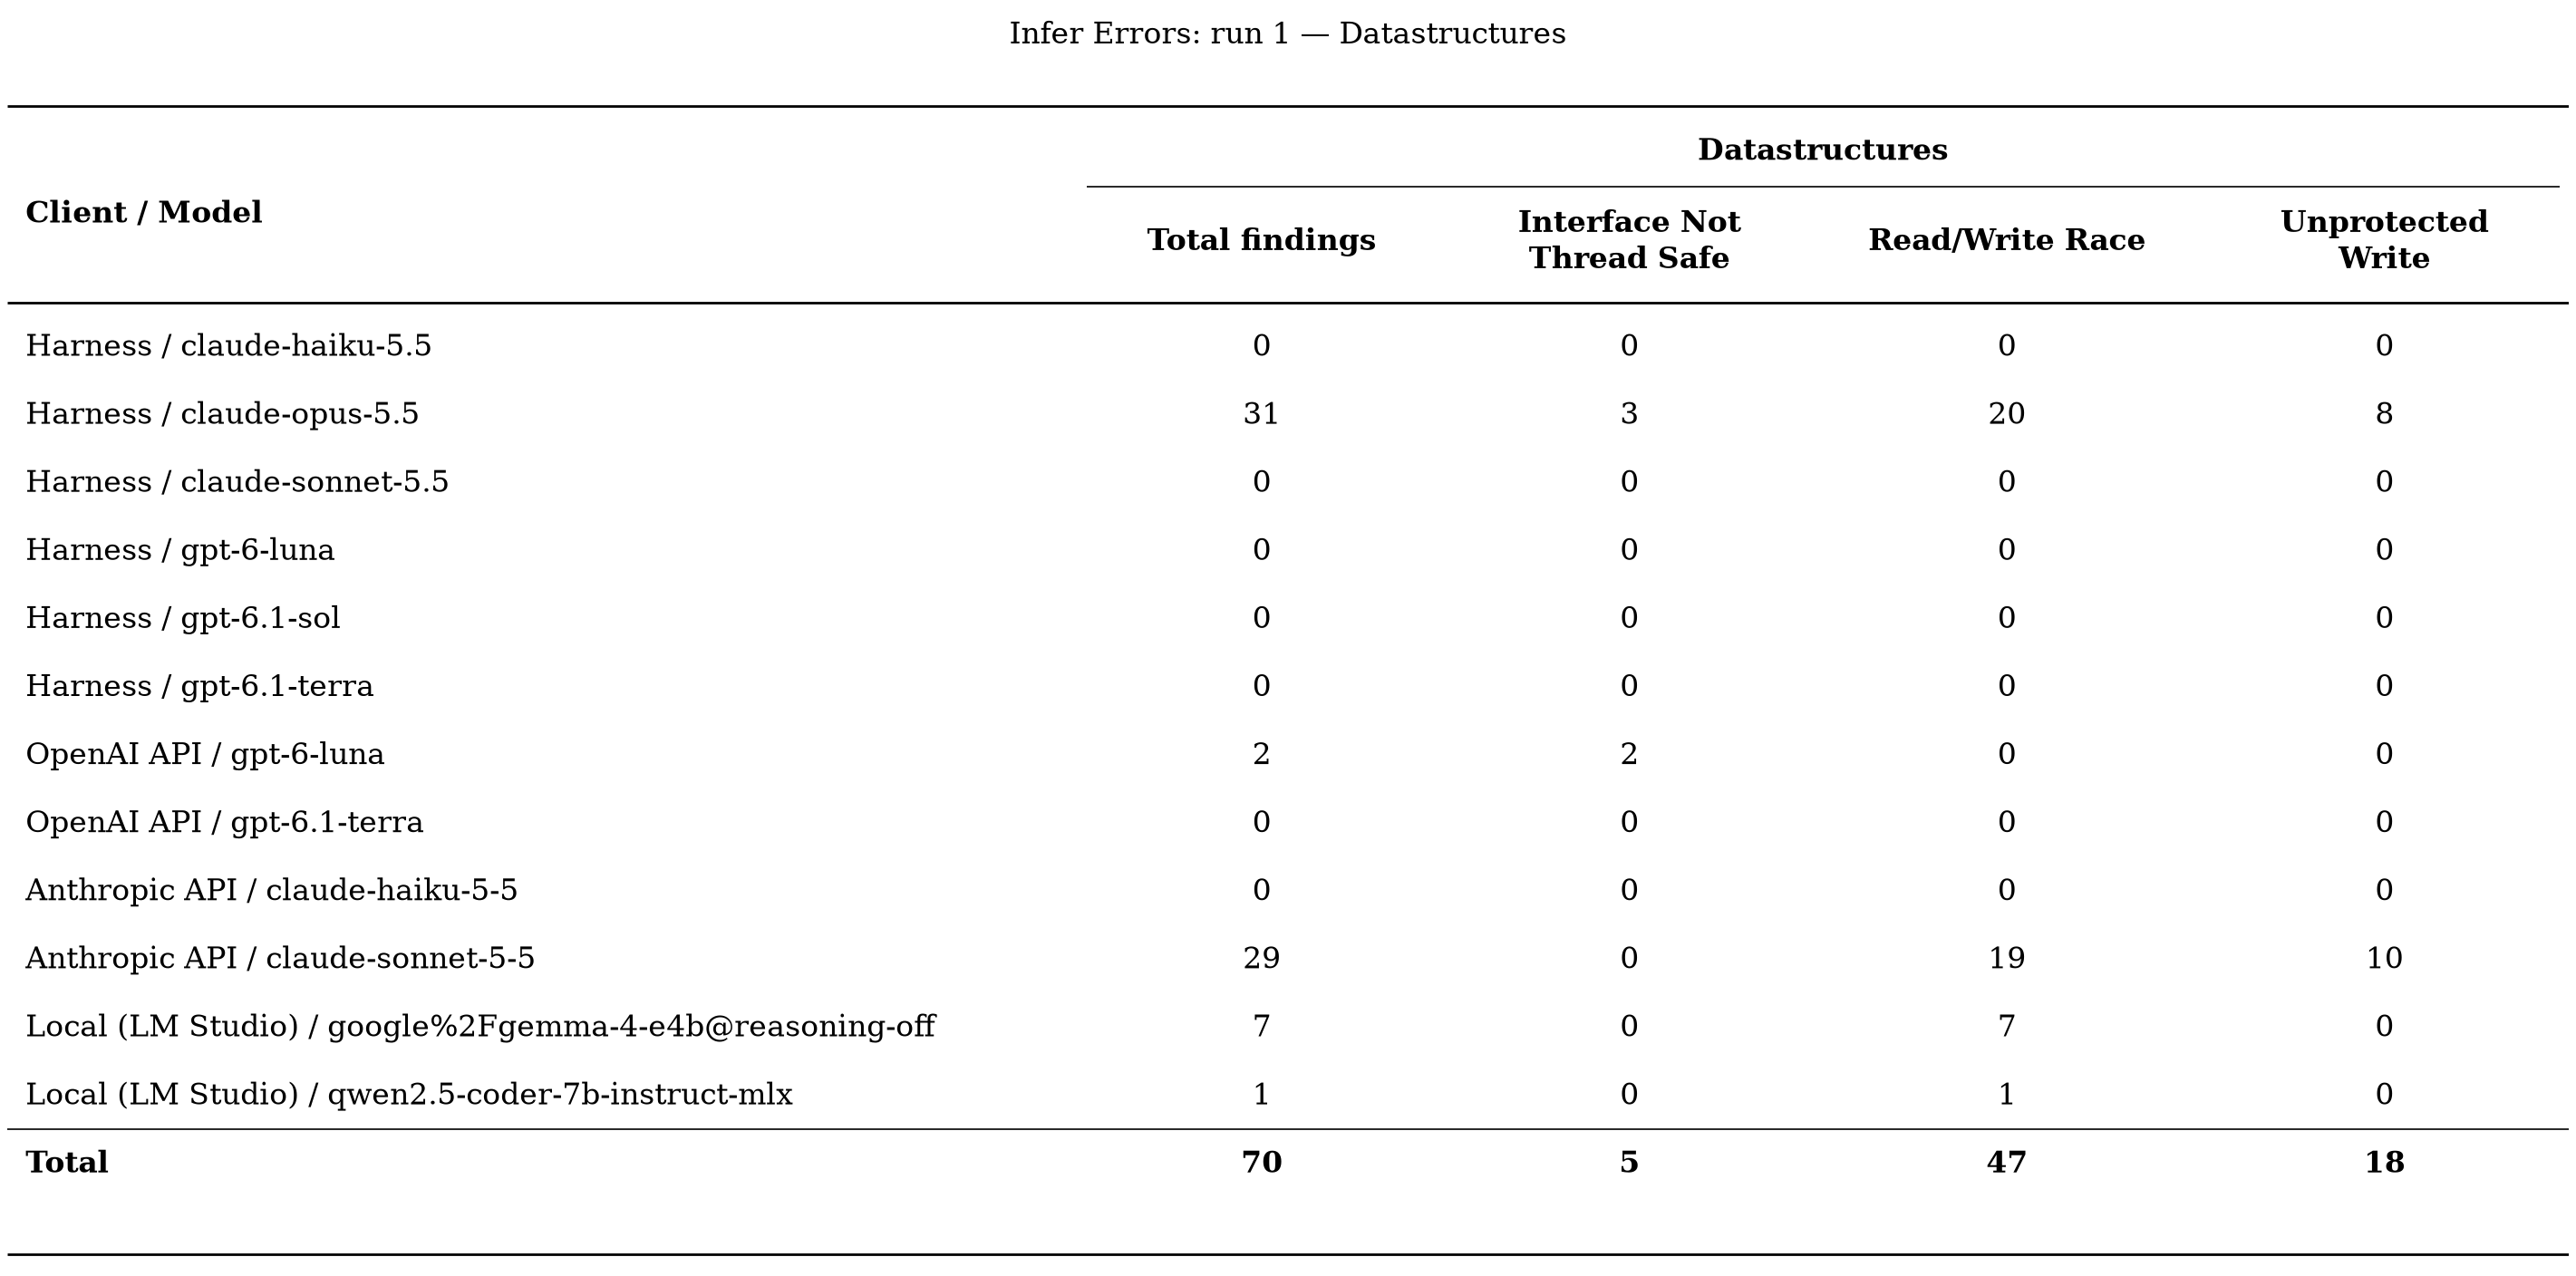 Infer Errors: run 1 — Datastructures
Datastructures
Client / Model
Total findings
Interface Not
Thread Safe
Read/Write Race
Unprotected
Write
Harness / claude-haiku-5.5 0 0 0 0
Harness / claude-opus-5.5 31 3 20 8
Harness / claude-sonnet-5.5 0 0 0 0
Harness / gpt-6-luna 0 0 0 0
Harness / gpt-6.1-sol 0 0 0 0
Harness / gpt-6.1-terra 0 0 0 0
OpenAI API / gpt-6-luna 2 2 0 0
OpenAI API / gpt-6.1-terra 0 0 0 0
Anthropic API / claude-haiku-5-5 0 0 0 0
Anthropic API / claude-sonnet-5-5 29 0 19 10
Local (LM Studio) / google%2Fgemma-4-e4b@reasoning-off 7 0 7 0
Local (LM Studio) / qwen2.5-coder-7b-instruct-mlx 1 0 1 0
Total 70 5 47 18